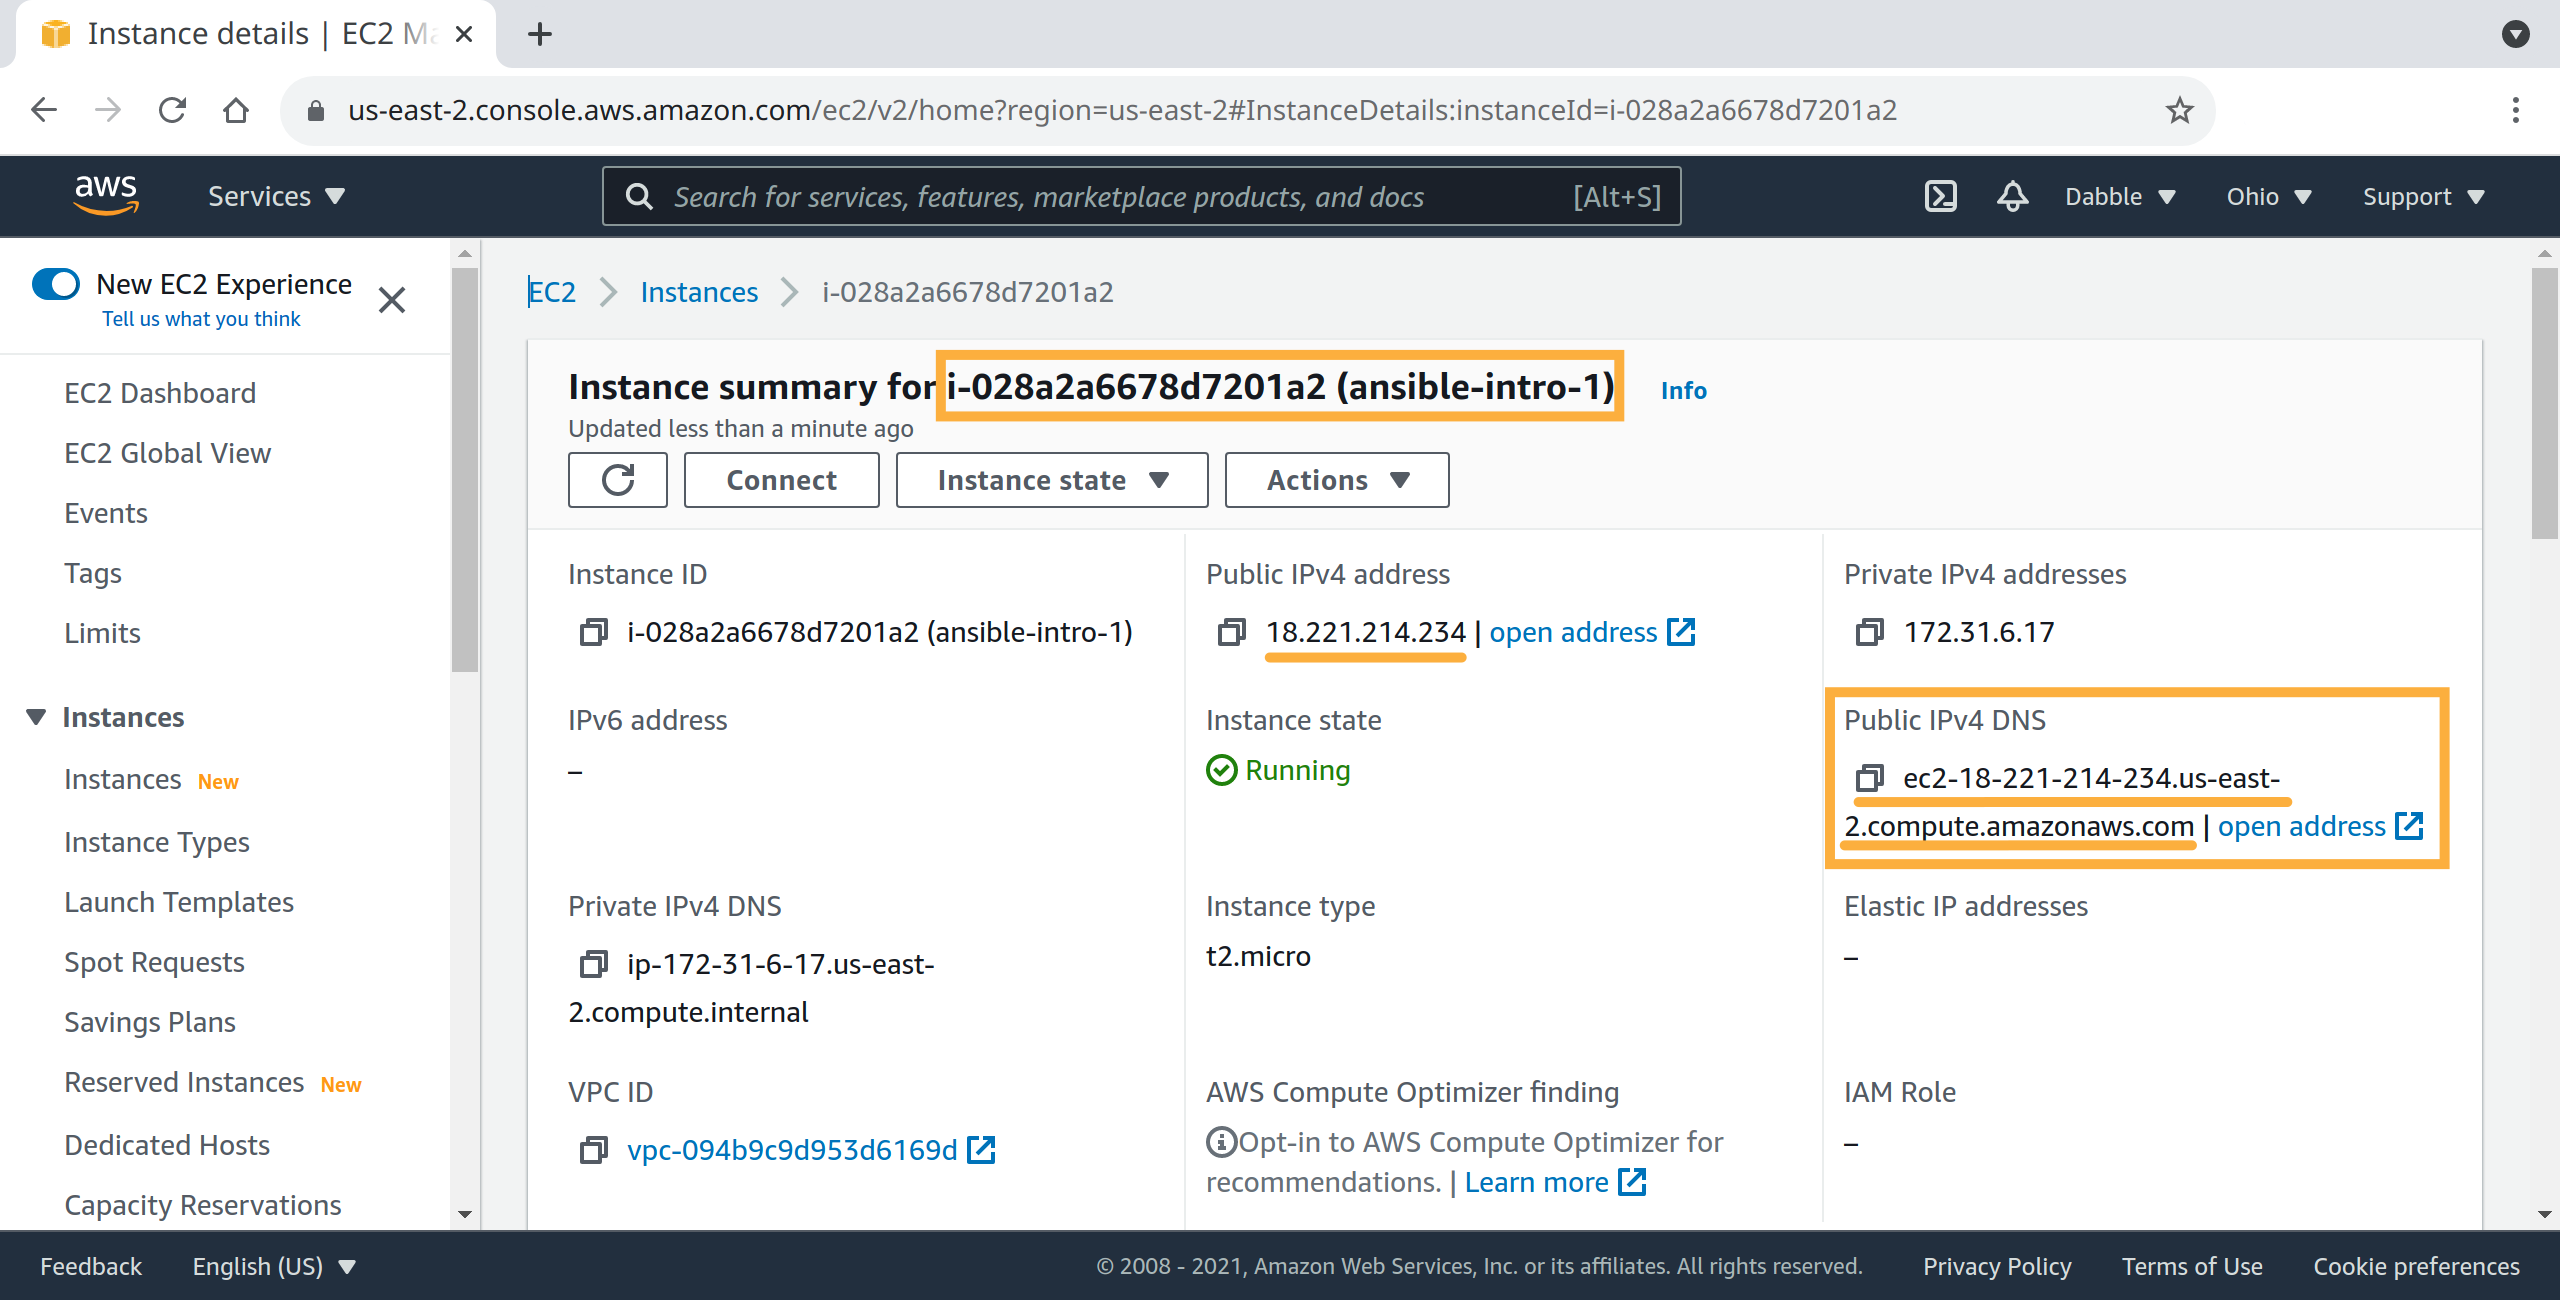 Instance details | EC2 Ma
us-east-2.console.aws.amazon.com/ec2/v2/home?region=us-east-2#InstanceDetails:instanceId=i-028a2a6678d7201a2
aws Services Search for services, features, marketplace products, and docs [Alt+S] Dabble Ohio Support
New EC2 Experience
Tell us what you think
EC2 Dashboard
EC2 Global View
Events
Tags
Limits
Instances
Instances New
Instance Types
Launch Templates
Spot Requests
Savings Plans
Reserved Instances New
Dedicated Hosts
Capacity Reservations
EC2 Instances i-028a2a6678d7201a2
Instance summary for i-028a2a6678d7201a2 (ansible-intro-1) Info
Updated less than a minute ago
Connect Instance state Actions
Instance ID
i-028a2a6678d7201a2 (ansible-intro-1)
Public IPv4 address
18.221.214.234 | open address
Private IPv4 addresses
172.31.6.17
IPv6 address
–
Instance state
Running
Public IPv4 DNS
ec2-18-221-214-234.us-east-
2.compute.amazonaws.com | open address
Private IPv4 DNS
ip-172-31-6-17.us-east-
2.compute.internal
Instance type
t2.micro
Elastic IP addresses
–
VPC ID
vpc-094b9c9d953d6169d
AWS Compute Optimizer finding
Opt-in to AWS Compute Optimizer for
recommendations. | Learn more
IAM Role
–
Feedback English (US) © 2008 - 2021, Amazon Web Services, Inc. or its affiliates. All rights reserved. Privacy Policy Terms of Use Cookie preferences